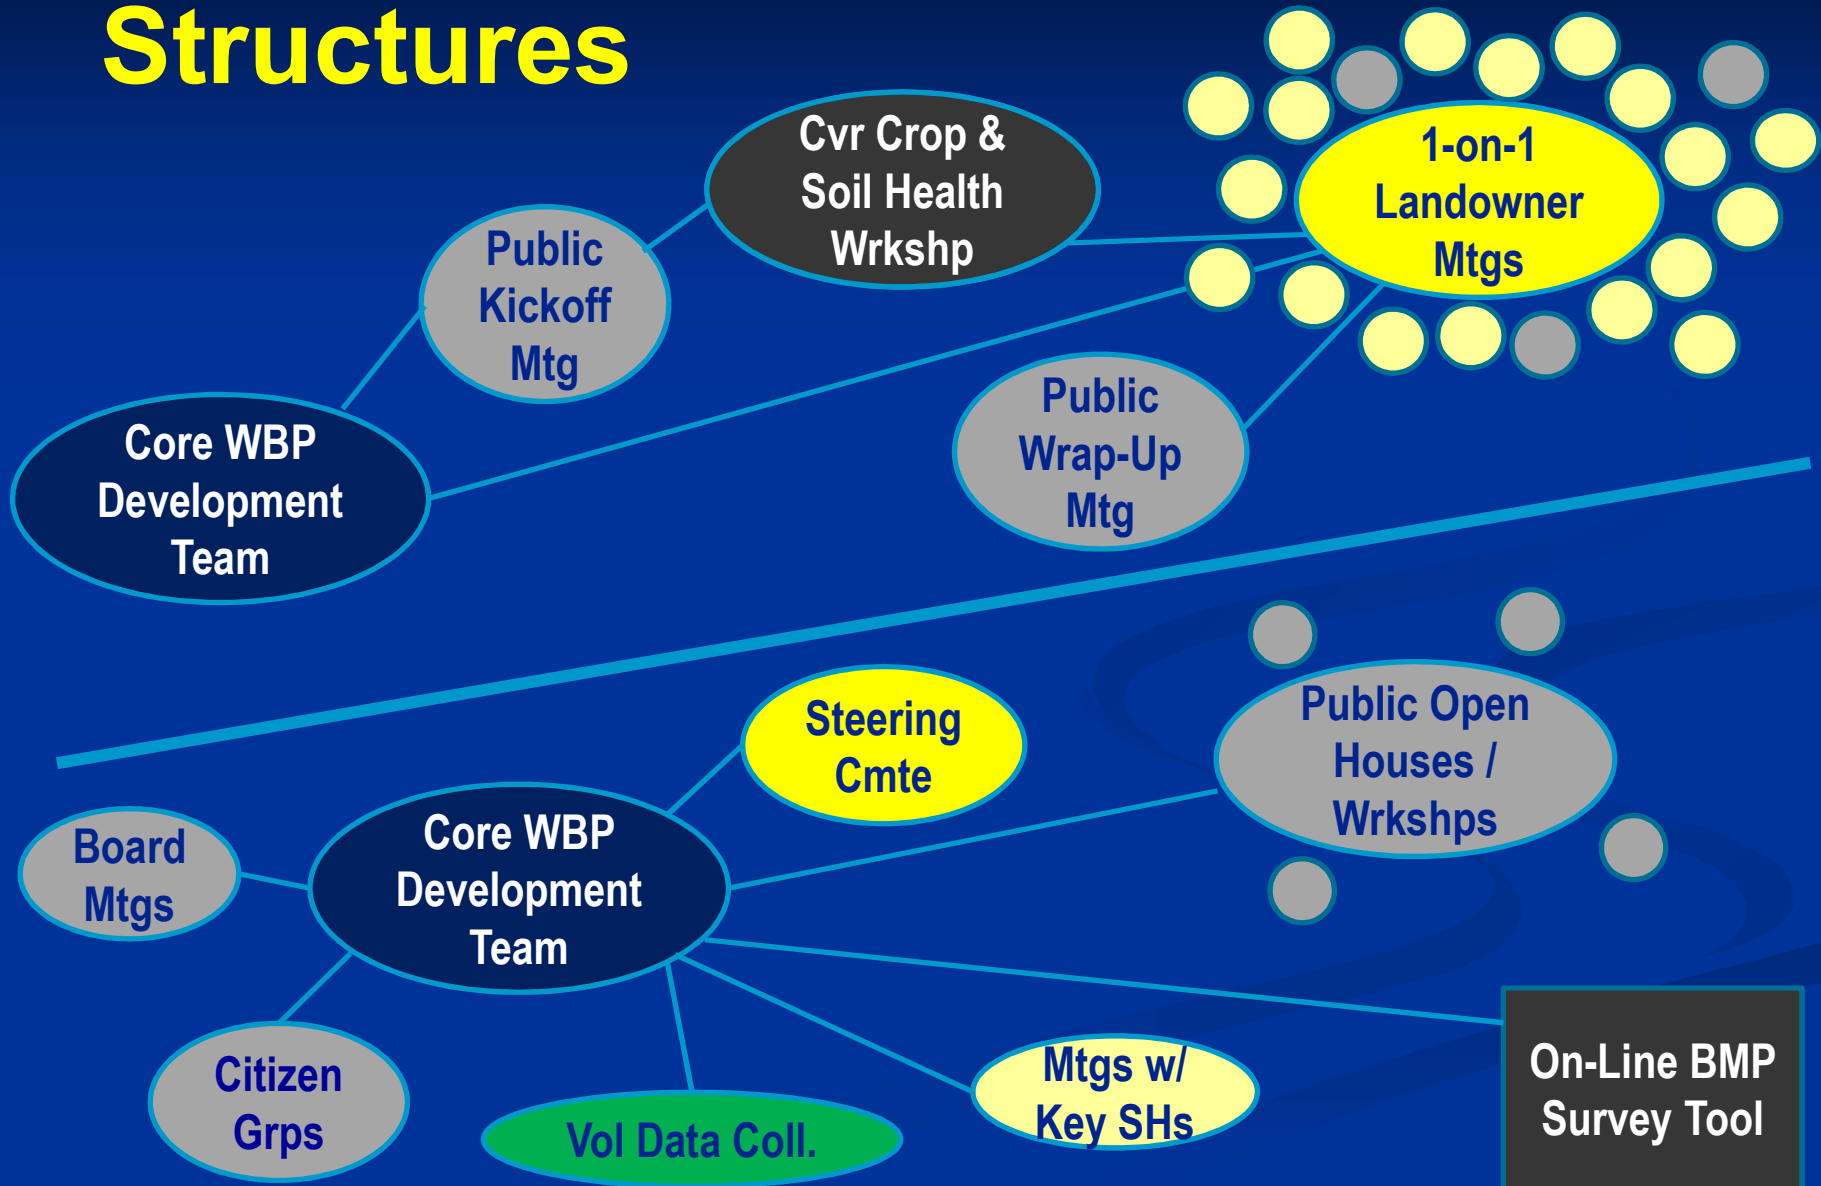 Structures
Cvr Crop &
Soil Health
Wrkshp
1-on-1
Landowner
Mtgs
Public
Kickoff
Mtg
Public
Wrap-Up
Mtg
Core WBP
Development
Team
Steering
Cmte
Public Open
Houses /
Wrkshps
Board
Mtgs
Core WBP
Development
Team
Citizen
Grps
Vol Data Coll.
Mtgs w/
Key SHs
On-Line BMP
Survey Tool